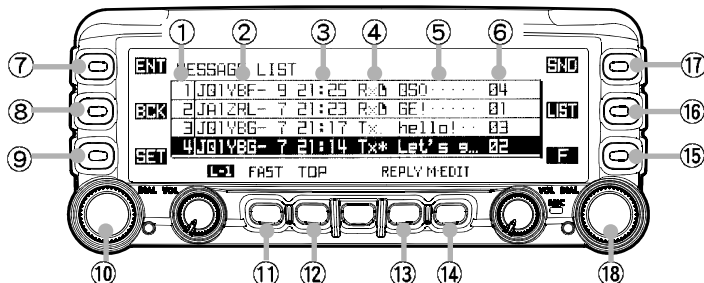 ① ② ③ ④ ⑤ ⑥
⑦ ENT MESSAGE LIST SND ⑰
1 JQ1YBF- 9 21:25 Rx QSO····· 04
⑧ BCK 2 JA1ZRL- 7 21:19 Rx GE!····· 01 LIST ⑯
3 JQ1YBG- 7 21:17 Tx. hello!·· 03
⑨ SET 4 JQ1YBG- 7 21:14 Tx* Let's g… 02 F ⑮
L-1 FAST TOP REPLY M-EDIT
DIAL VOL VOL DIAL
MIC
⑩ ⑪ ⑫ ⑬ ⑭ ⑱